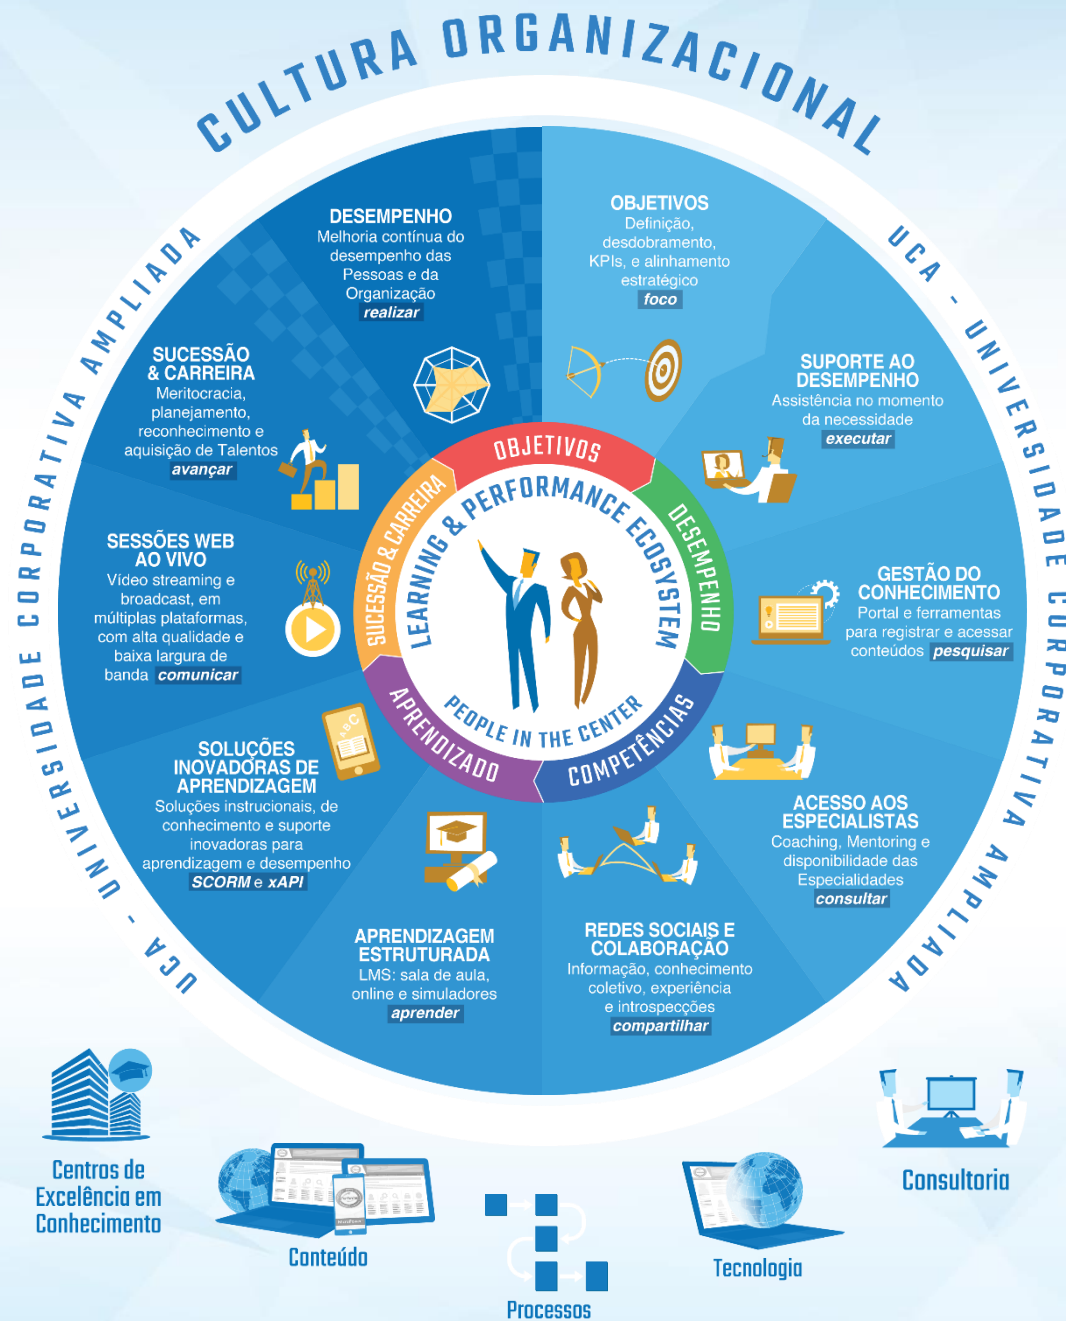 CULTURA ORGANIZACIONAL
UCA - UNIVERSIDADE CORPORATIVA AMPLIADA
UCA - UNIVERSIDADE CORPORATIVA AMPLIADA
OBJETIVOS
Definição,
desdobramento,
KPIs, e alinhamento
estratégico
foco
SUPORTE AO
DESEMPENHO
Assistência no momento
da necessidade
executar
GESTÃO DO
CONHECIMENTO
Portal e ferramentas
para registrar e acessar
conteúdos pesquisar
ACESSO AOS
ESPECIALISTAS
Coaching, Mentoring e
disponibilidade das
Especialidades
consultar
REDES SOCIAIS E
COLABORAÇÃO
Informação, conhecimento
coletivo, experiência
e introspecções
compartilhar
APRENDIZAGEM
ESTRUTURADA
LMS: sala de aula,
online e simuladores
aprender
SOLUÇÕES
INOVADORAS DE
APRENDIZAGEM
Soluções instrucionais, de
conhecimento e suporte
inovadoras para
aprendizagem e desempenho
SCORM e xAPI
SESSÕES WEB
AO VIVO
Vídeo streaming e
broadcast, em
múltiplas plataformas,
com alta qualidade e
baixa largura de
banda comunicar
SUCESSÃO
& CARREIRA
Meritocracia,
planejamento,
reconhecimento e
aquisição de Talentos
avançar
DESEMPENHO
Melhoria contínua do
desempenho das
Pessoas e da
Organização
realizar
OBJETIVOS
DESEMPENHO
COMPETÊNCIAS
APRENDIZADO
SUCESSÃO & CARREIRA
LEARNING & PERFORMANCE ECOSYSTEM
PEOPLE IN THE CENTER
ABC
Centros de
Excelência em
Conhecimento
Conteúdo
Processos
Tecnologia
Consultoria